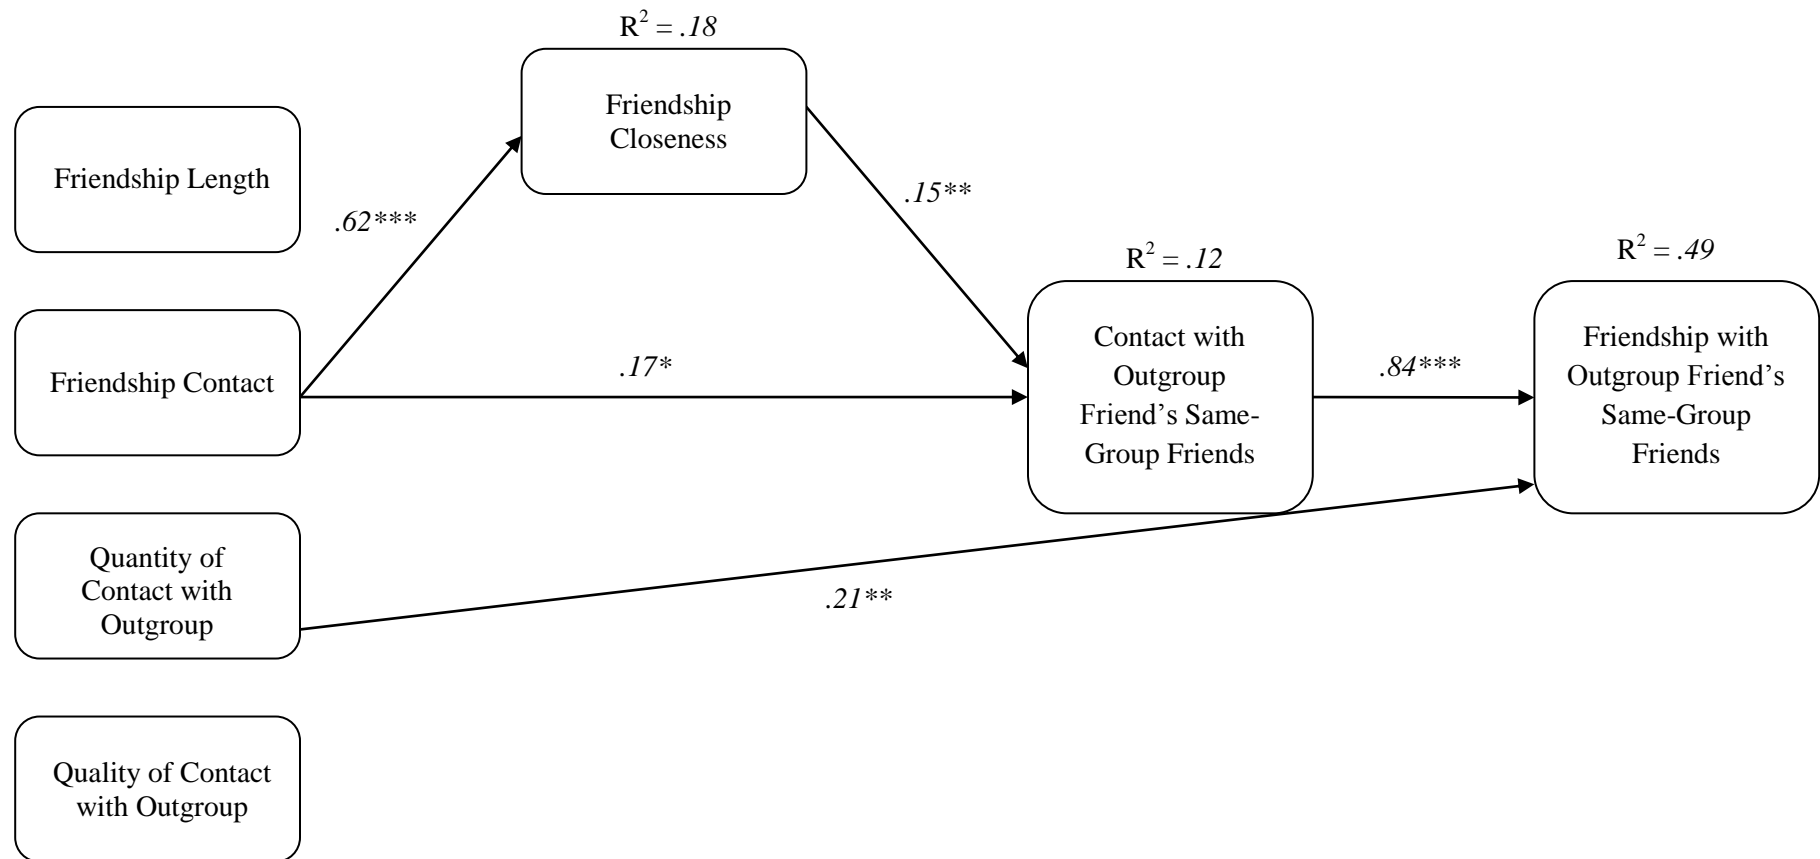 R² = .18
Friendship
Closeness
Friendship Length
.62***
.15**
R² = .12
R² = .49
Friendship Contact
.17*
Contact with
Outgroup
Friend’s Same-
Group Friends
.84***
Friendship with
Outgroup Friend’s
Same-Group
Friends
Quantity of
Contact with
Outgroup
.21**
Quality of Contact
with Outgroup